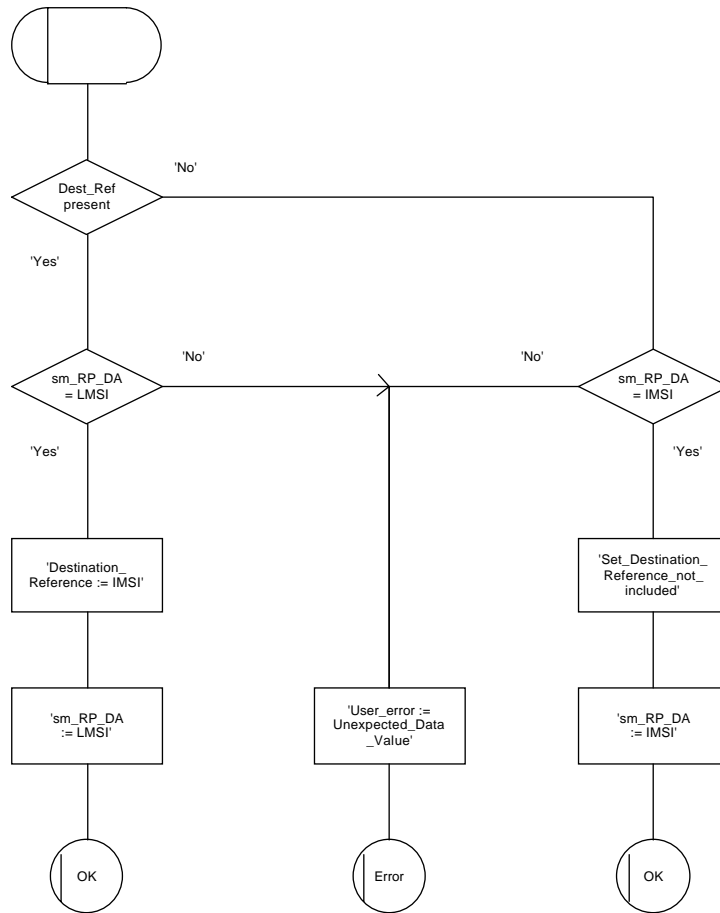 'No'
Dest_Ref
present
'Yes'
'No'
'No'
sm_RP_DA
= LMSI
sm_RP_DA
= IMSI
'Yes'
'Yes'
'Destination_
Reference := IMSI'
'Set_Destination_
Reference_not_
included'
'sm_RP_DA
:= LMSI'
'User_error :=
Unexpected_Data
_Value'
'sm_RP_DA
:= IMSI'
OK
Error
OK